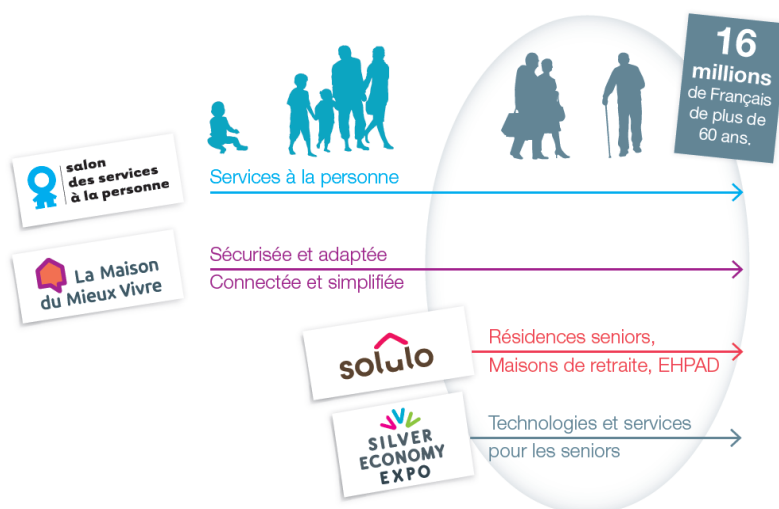 16
millions
de Français
de plus de
60 ans.
salon
des services
à la personne
Services à la personne
La Maison
du Mieux Vivre
Sécurisée et adaptée
Connectée et simplifiée
solulo
Résidences seniors,
Maisons de retraite, EHPAD
SILVER
ECONOMY
EXPO
Technologies et services
pour les seniors